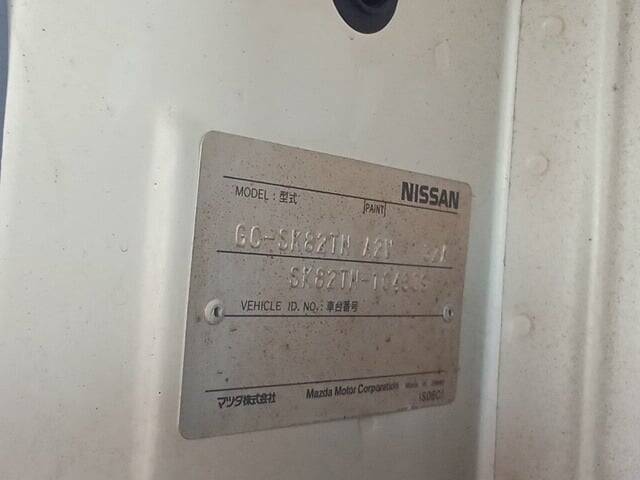 NISSAN
MODEL : 型式 PAINT
GC-SK82TN A2W
SK82TN-
VEHICLE ID. NO. : 車台番号
マツダ株式会社 Mazda Motor Corporation Made in Japan